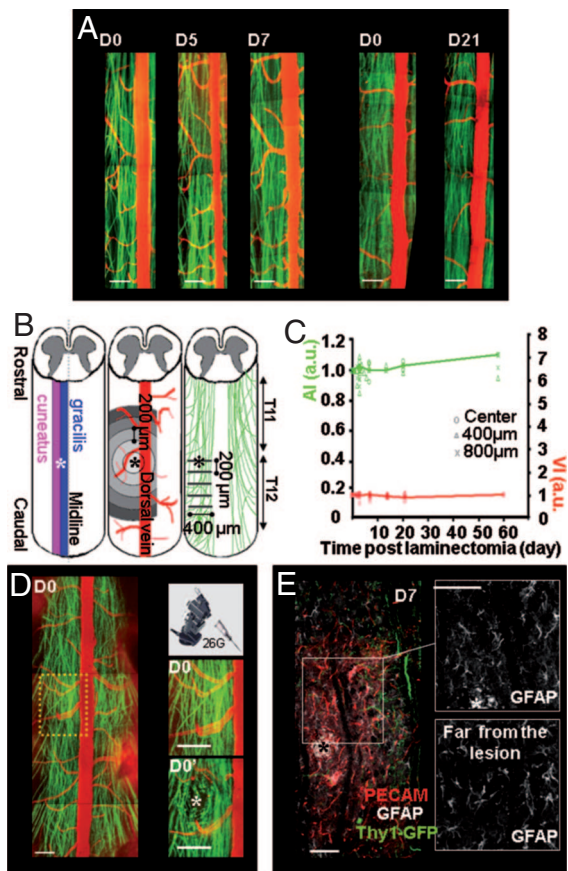 A
D0 D5 D7 D0 D21
B
Rostral
Caudal
cuneatus
gracilis
Midline
*
200 µm
*
Dorsal vein
*
200 µm
400 µm
T11
T12
C
AI (a.u.)
1.2
1.0
0.8
0.6
0.4
0.2
0
Center
400µm
800µm
8
7
6
5
4
3
2
1
0
VI (a.u.
0 10 20 30 40 50 60
Time post laminectomia (day)
D
D0
26G
D0
D0'
*
E
D7
*
PECAM
GFAP
Thy1-GFP
*
GFAP
Far from the
lesion
GFAP